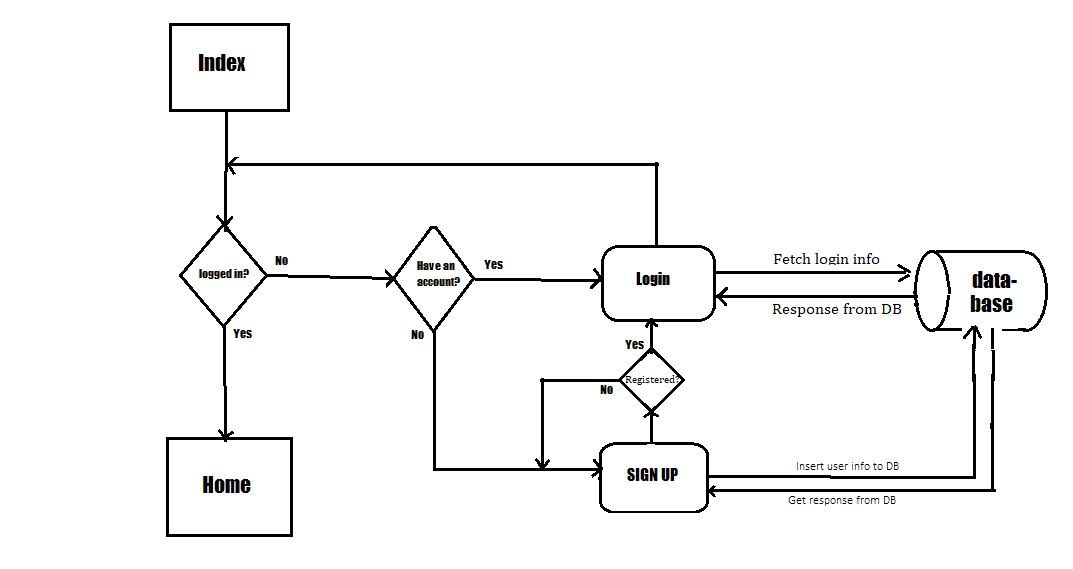 Index
logged in?
No
Yes
Home
Have an
account?
Yes
No
Login
Fetch login info
Response from DB
data-
base
Yes
Registered?
No
SIGN UP
Insert user info to DB
Get response from DB